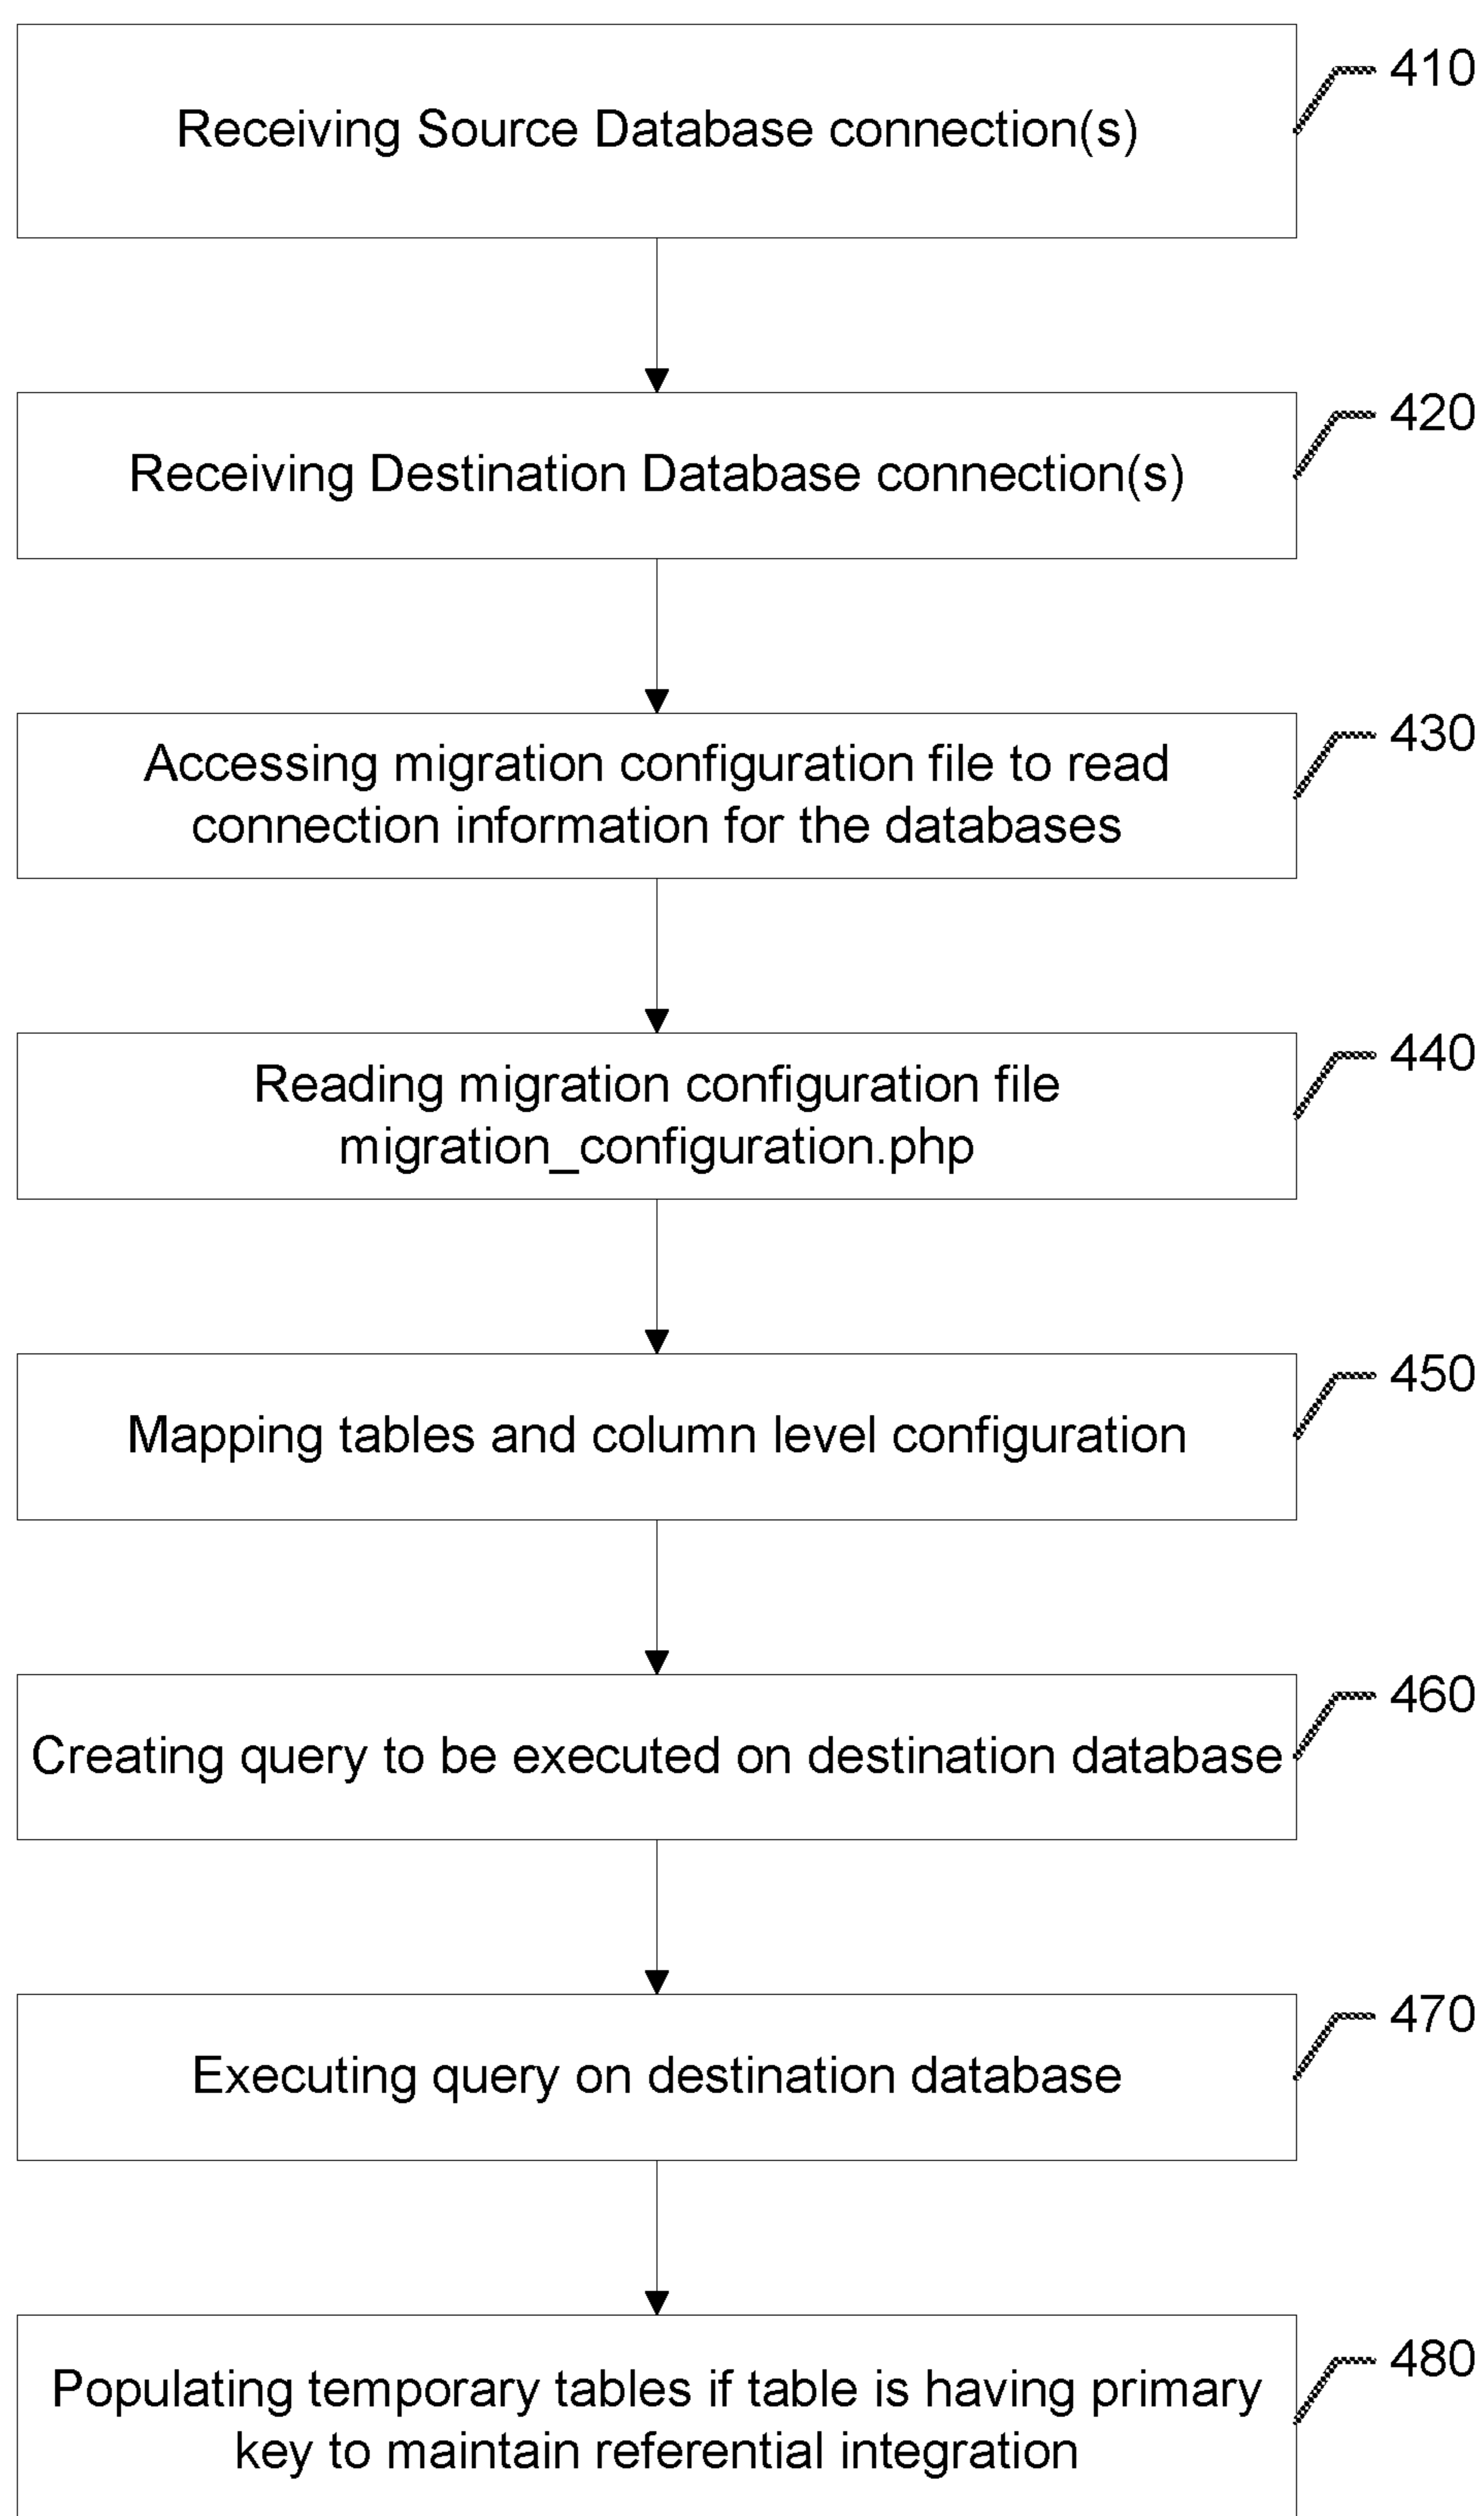 Receiving Source Database connection(s)
410
Receiving Destination Database connection(s)
420
Accessing migration configuration file to read
connection information for the databases
430
Reading migration configuration file
migration_configuration.php
440
Mapping tables and column level configuration
450
Creating query to be executed on destination database
460
Executing query on destination database
470
Populating temporary tables if table is having primary
key to maintain referential integration
480